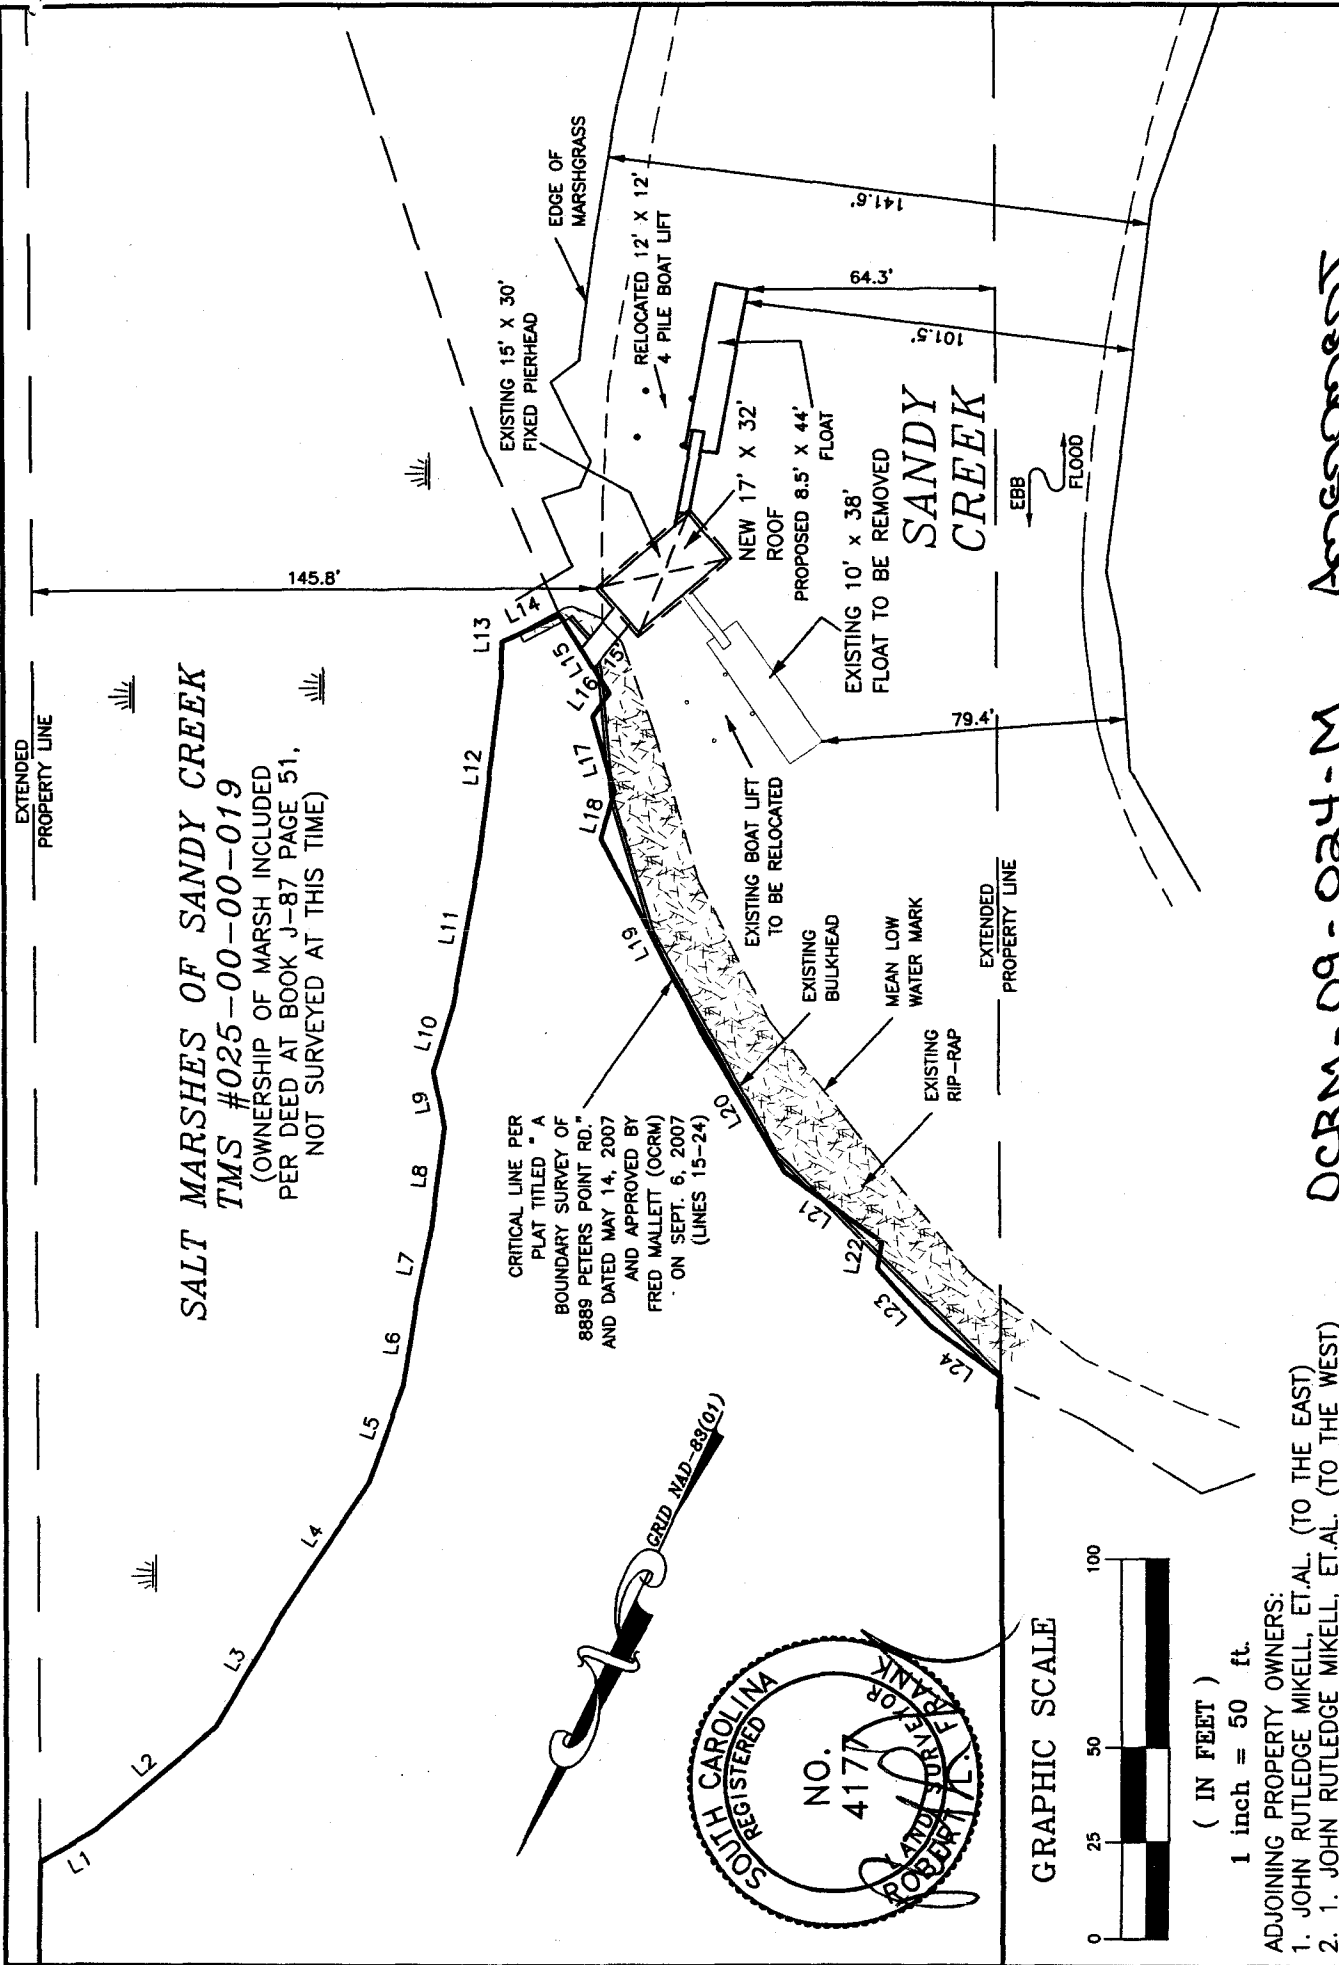 EXTENDED
PROPERTY LINE
SALT MARSHES OF SANDY CREEK
TMS #025-00-00-019
(OWNERSHIP OF MARSH INCLUDED
PER DEED AT BOOK J-87 PAGE 51,
NOT SURVEYED AT THIS TIME)
145.8'
L1
L2
L3
L4
L5
L6
L7
L8
L9
L10
L11
L12
L13
L14
L15
L16
L17
L18
L19
L20
L21
L22
L23
L24
15'
EDGE OF
MARSHGRASS
EXISTING 15' X 30'
FIXED PIERHEAD
RELOCATED 12' X 12'
4 PILE BOAT LIFT
141.6'
64.3'
101.5'
NEW 17' X 32'
ROOF
PROPOSED 8.5' X 44'
FLOAT
EXISTING 10' x 38'
FLOAT TO BE REMOVED
SANDY
CREEK
EBB
FLOOD
79.4'
EXISTING BOAT LIFT
TO BE RELOCATED
EXISTING
BULKHEAD
MEAN LOW
WATER MARK
EXISTING
RIP-RAP
EXTENDED
PROPERTY LINE
CRITICAL LINE PER
PLAT TITLED " A
BOUNDARY SURVEY OF
8889 PETERS POINT RD."
AND DATED MAY 14, 2007
AND APPROVED BY
FRED MALLETT (OCRM)
ON SEPT. 6, 2007
(LINES 15-24)
GRID NAD-83(01)
SOUTH CAROLINA
REGISTERED
NO.
4177
LAND SURVEYOR
ROBERT L. FRANK
GRAPHIC SCALE
0 25 50 100
( IN FEET )
1 inch = 50 ft.
ADJOINING PROPERTY OWNERS:
1. JOHN RUTLEDGE MIKELL, ET.AL. (TO THE EAST)
2. 1. JOHN RUTLEDGE MIKELL, ET.AL. (TO THE WEST)
OCRM-09-024-M